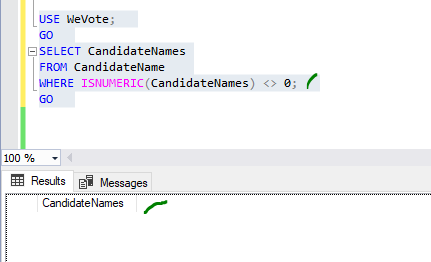 USE WeVote;
GO
SELECT CandidateNames
FROM CandidateName
WHERE ISNUMERIC(CandidateNames) <> 0;
GO
100 %
Results Messages
CandidateNames